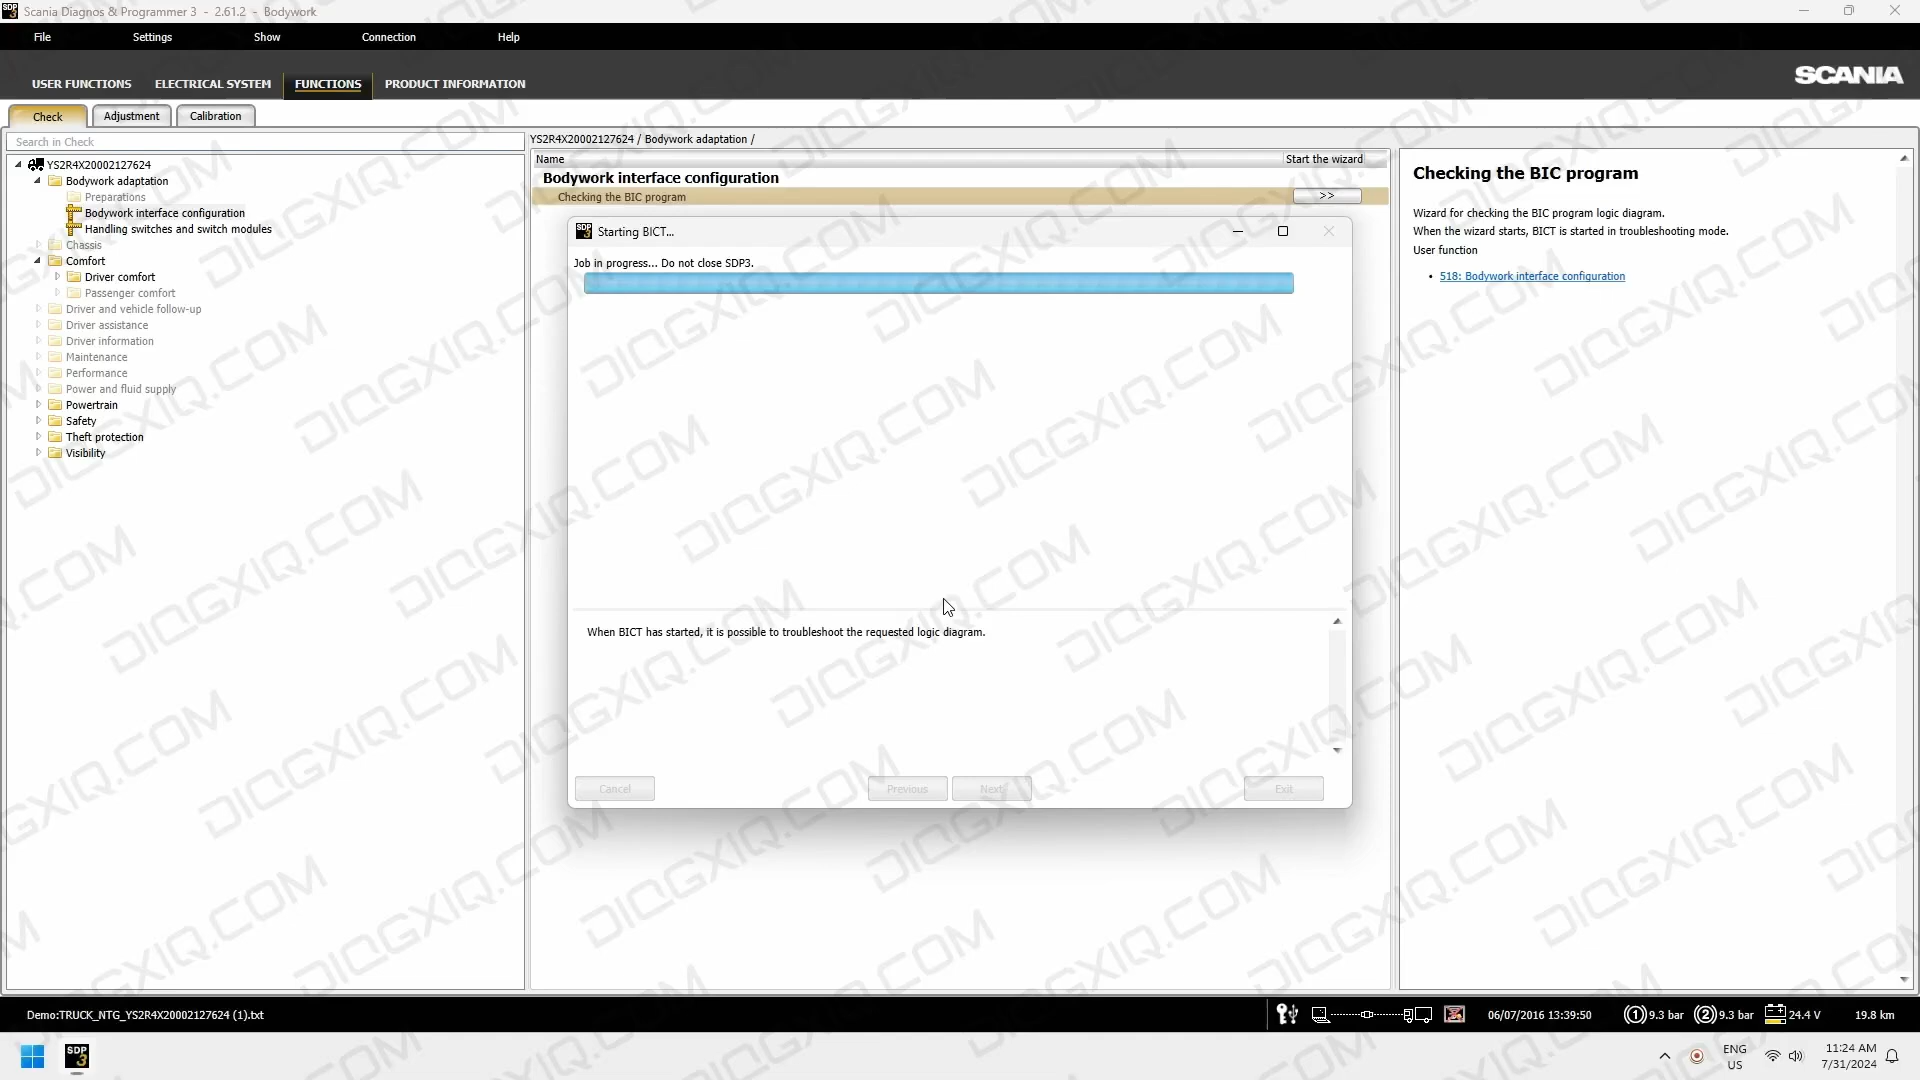 Scania Diagnos & Programmer 3 - 2.61.2 - Bodywork
File Settings Show Connection Help
USER FUNCTIONS ELECTRICAL SYSTEM FUNCTIONS PRODUCT INFORMATION
SCANIA
Check Adjustment Calibration
Search in Check
YS2R4X20002127624
Bodywork adaptation
Preparations
Bodywork interface configuration
Handling switches and switch modules
Chassis
Comfort
Driver comfort
Passenger comfort
Driver and vehicle follow-up
Driver assistance
Driver information
Maintenance
Performance
Power and fluid supply
Powertrain
Safety
Theft protection
Visibility
YS2R4X20002127624 / Bodywork adaptation /
Name Start the wizard
Bodywork interface configuration
Checking the BIC program >>
SDP3 Starting BICT...
Job in progress... Do not close SDP3.
When BICT has started, it is possible to troubleshoot the requested logic diagram.
Cancel Previous Next Exit
Checking the BIC program
Wizard for checking the BIC program logic diagram.
When the wizard starts, BICT is started in troubleshooting mode.
User function
• 518: Bodywork interface configuration
Demo:TRUCK_NTG_YS2R4X20002127624 (1).txt
06/07/2016 13:39:50 1 9.3 bar 2 9.3 bar 24.4 V 19.8 km
SDP3
ENG
US
11:24 AM
7/31/2024
DIQGXIQ.COM